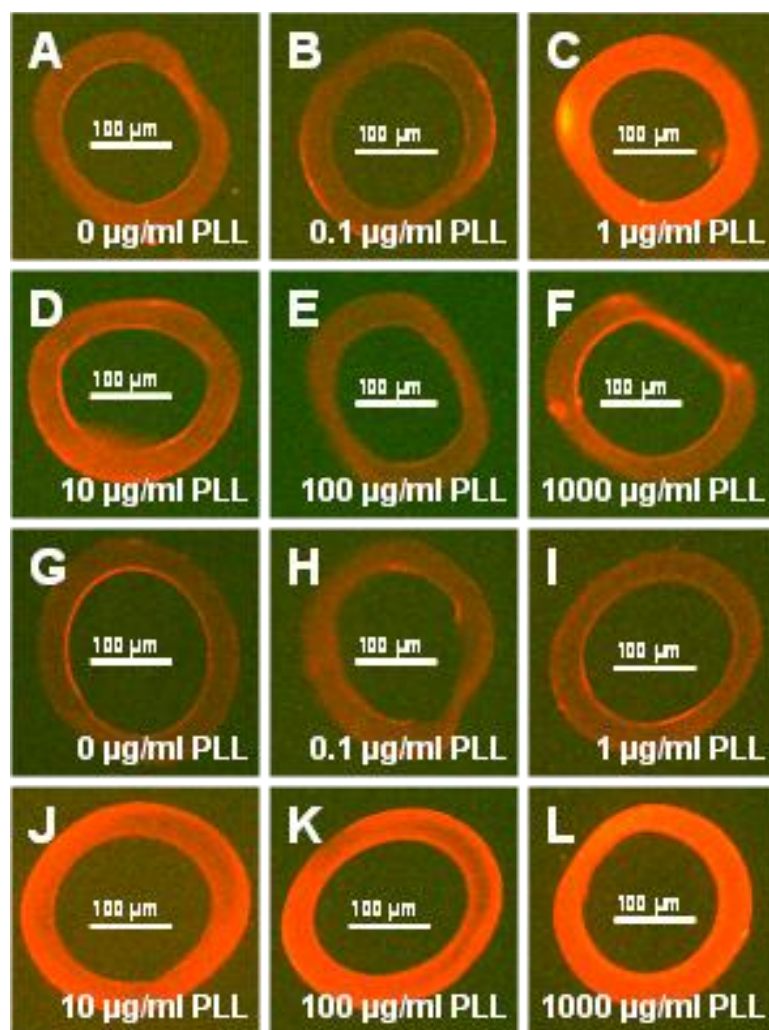 A
100 µm
0 µg/ml PLL
B
100 µm
0.1 µg/ml PLL
C
100 µm
1 µg/ml PLL
D
100 µm
10 µg/ml PLL
E
100 µm
100 µg/ml PLL
F
100 µm
1000 µg/ml PLL
G
100 µm
0 µg/ml PLL
H
100 µm
0.1 µg/ml PLL
I
100 µm
1 µg/ml PLL
J
100 µm
10 µg/ml PLL
K
100 µm
100 µg/ml PLL
L
100 µm
1000 µg/ml PLL